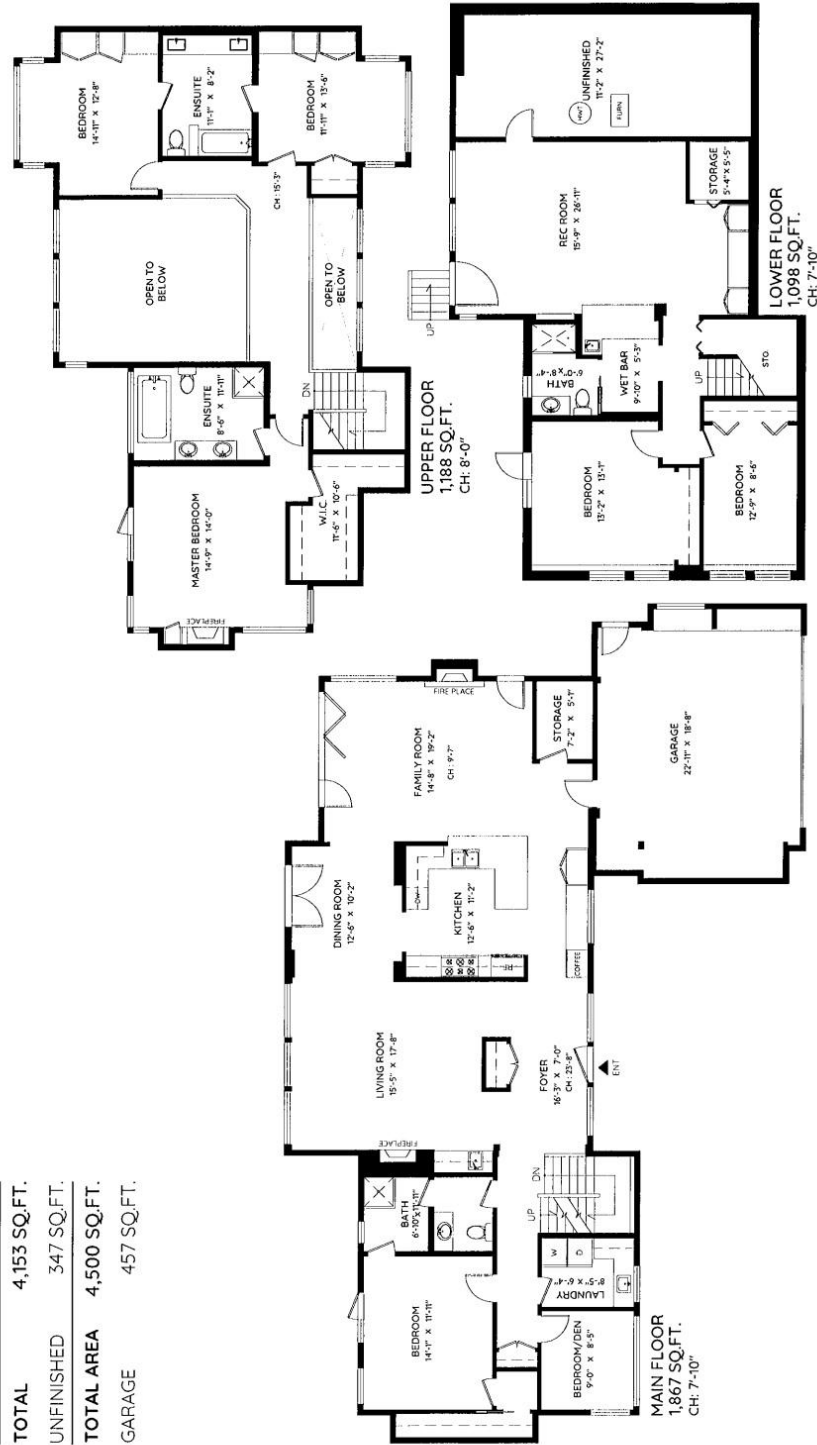 TOTAL 4,153 SQ.FT.
UNFINISHED 347 SQ.FT.
TOTAL AREA 4,500 SQ.FT.
GARAGE 457 SQ.FT.
BEDROOM
14'-1" X 11'-11"
BATH
6'-10"x11'-11"
BEDROOM/DEN
9'-0" X 8'-5"
LAUNDRY
8'-5" X 6'-4"
W
D
UP
DN
FIREPLACE
LIVING ROOM
15'-5" X 17'-8"
FOYER
16'-3" X 7'-0"
CH: 23'-8"
ENT
DINING ROOM
12'-6" X 10'-2"
KITCHEN
12'-6" X 11'-2"
DW
COFFEE
FAMILY ROOM
14'-8" X 19'-2"
CH: 9'-7"
FIRE PLACE
STORAGE
7'-2" X 5'-1"
GARAGE
22'-11" X 18'-8"
MAIN FLOOR
1,867 SQ.FT.
CH: 7'-10"
MASTER BEDROOM
14'-9" X 14'-0"
FIREPLACE
W.I.C.
11'-6" X 10'-6"
ENSUITE
8'-6" X 11'-11"
DN
OPEN TO
BELOW
OPEN TO
BELOW
CH: 15'-3"
BEDROOM
14'-11" X 12'-8"
ENSUITE
11'-1" X 8'-2"
BEDROOM
11'-11" X 13'-6"
UPPER FLOOR
1,188 SQ.FT.
CH: 8'-0"
BEDROOM
13'-2" X 13'-1"
BEDROOM
12'-9" X 8'-6"
BATH
6'-0"x8'-4"
WET BAR
9'-10" X 5'-3"
UP
STO.
UP
REC ROOM
15'-9" X 26'-11"
STORAGE
5'-4"X 5'-5"
UNFINISHED
11'-2" X 27'-2"
HWT
FURN
LOWER FLOOR
1,098 SQ.FT.
CH: 7'-10"